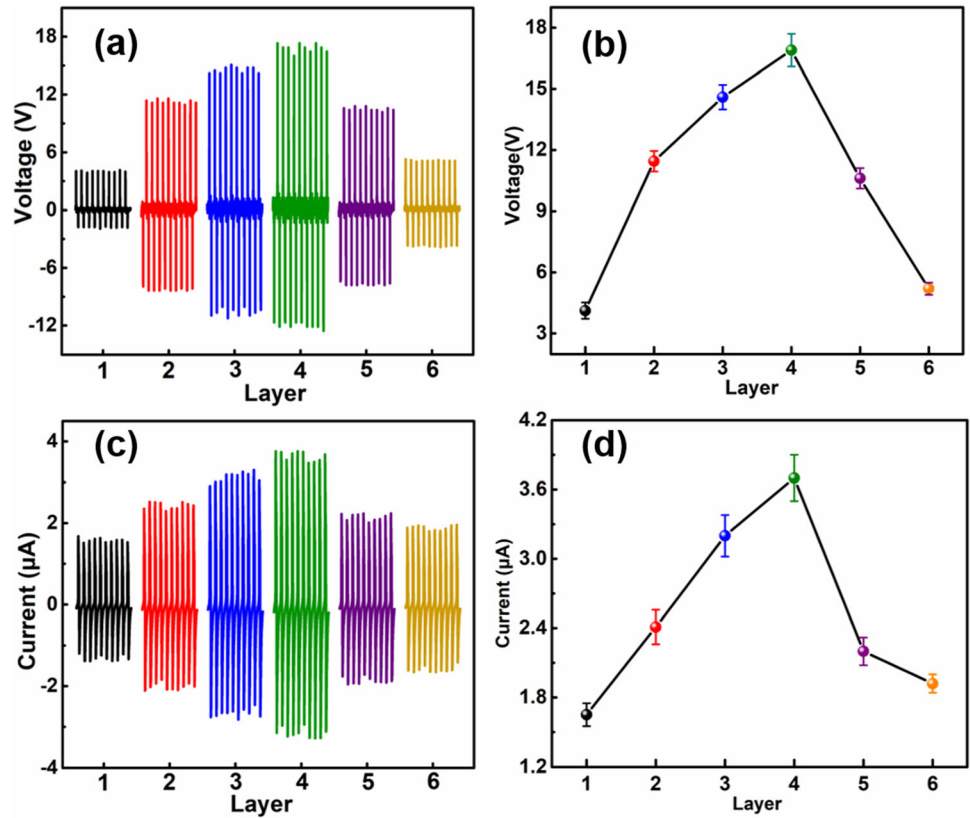 (a)
Voltage (V)
18
12
6
0
-6
-12
1 2 3 4 5 6
Layer
(b)
Voltage(V)
18
15
12
9
6
3
1 2 3 4 5 6
Layer
(c)
Current (μA)
4
2
0
-2
-4
1 2 3 4 5 6
Layer
(d)
Current (μA)
4.2
3.6
3.0
2.4
1.8
1.2
1 2 3 4 5 6
Layer